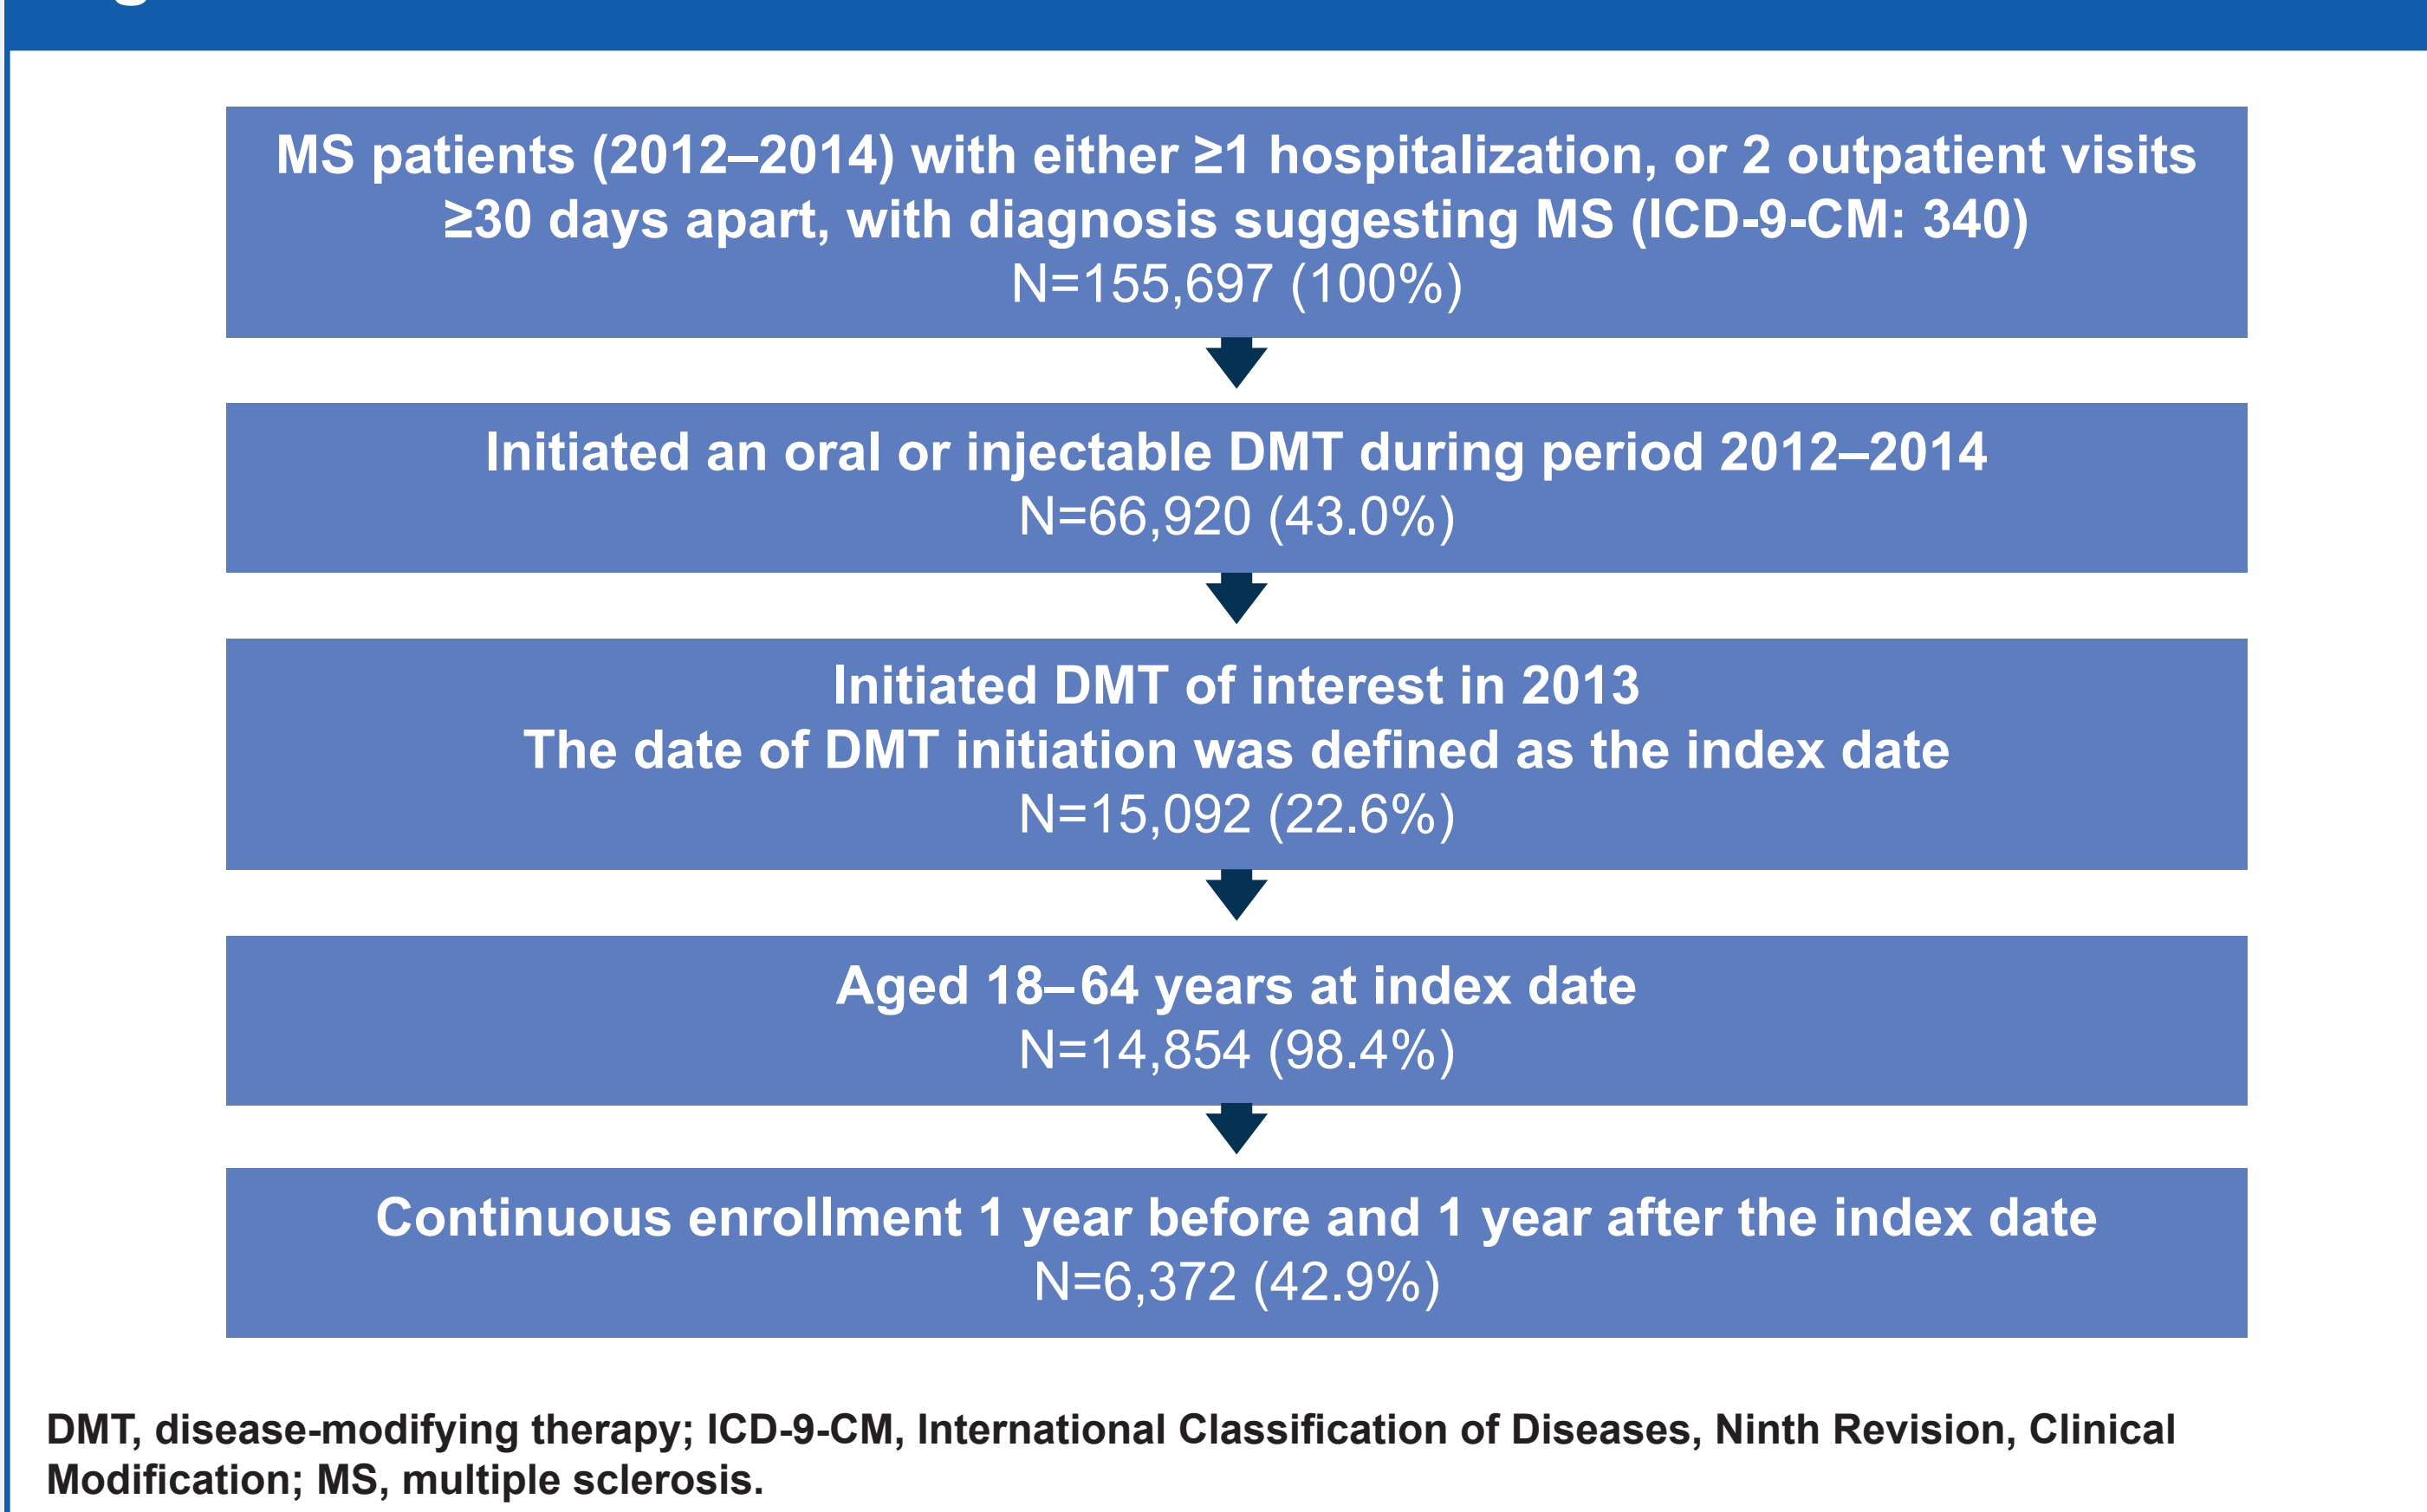 MS patients (2012–2014) with either ≥1 hospitalization, or 2 outpatient visits
≥30 days apart, with diagnosis suggesting MS (ICD-9-CM: 340)
N=155,697 (100%)
Initiated an oral or injectable DMT during period 2012–2014
N=66,920 (43.0%)
Initiated DMT of interest in 2013
The date of DMT initiation was defined as the index date
N=15,092 (22.6%)
Aged 18–64 years at index date
N=14,854 (98.4%)
Continuous enrollment 1 year before and 1 year after the index date
N=6,372 (42.9%)
DMT, disease-modifying therapy; ICD-9-CM, International Classification of Diseases, Ninth Revision, Clinical
Modification; MS, multiple sclerosis.